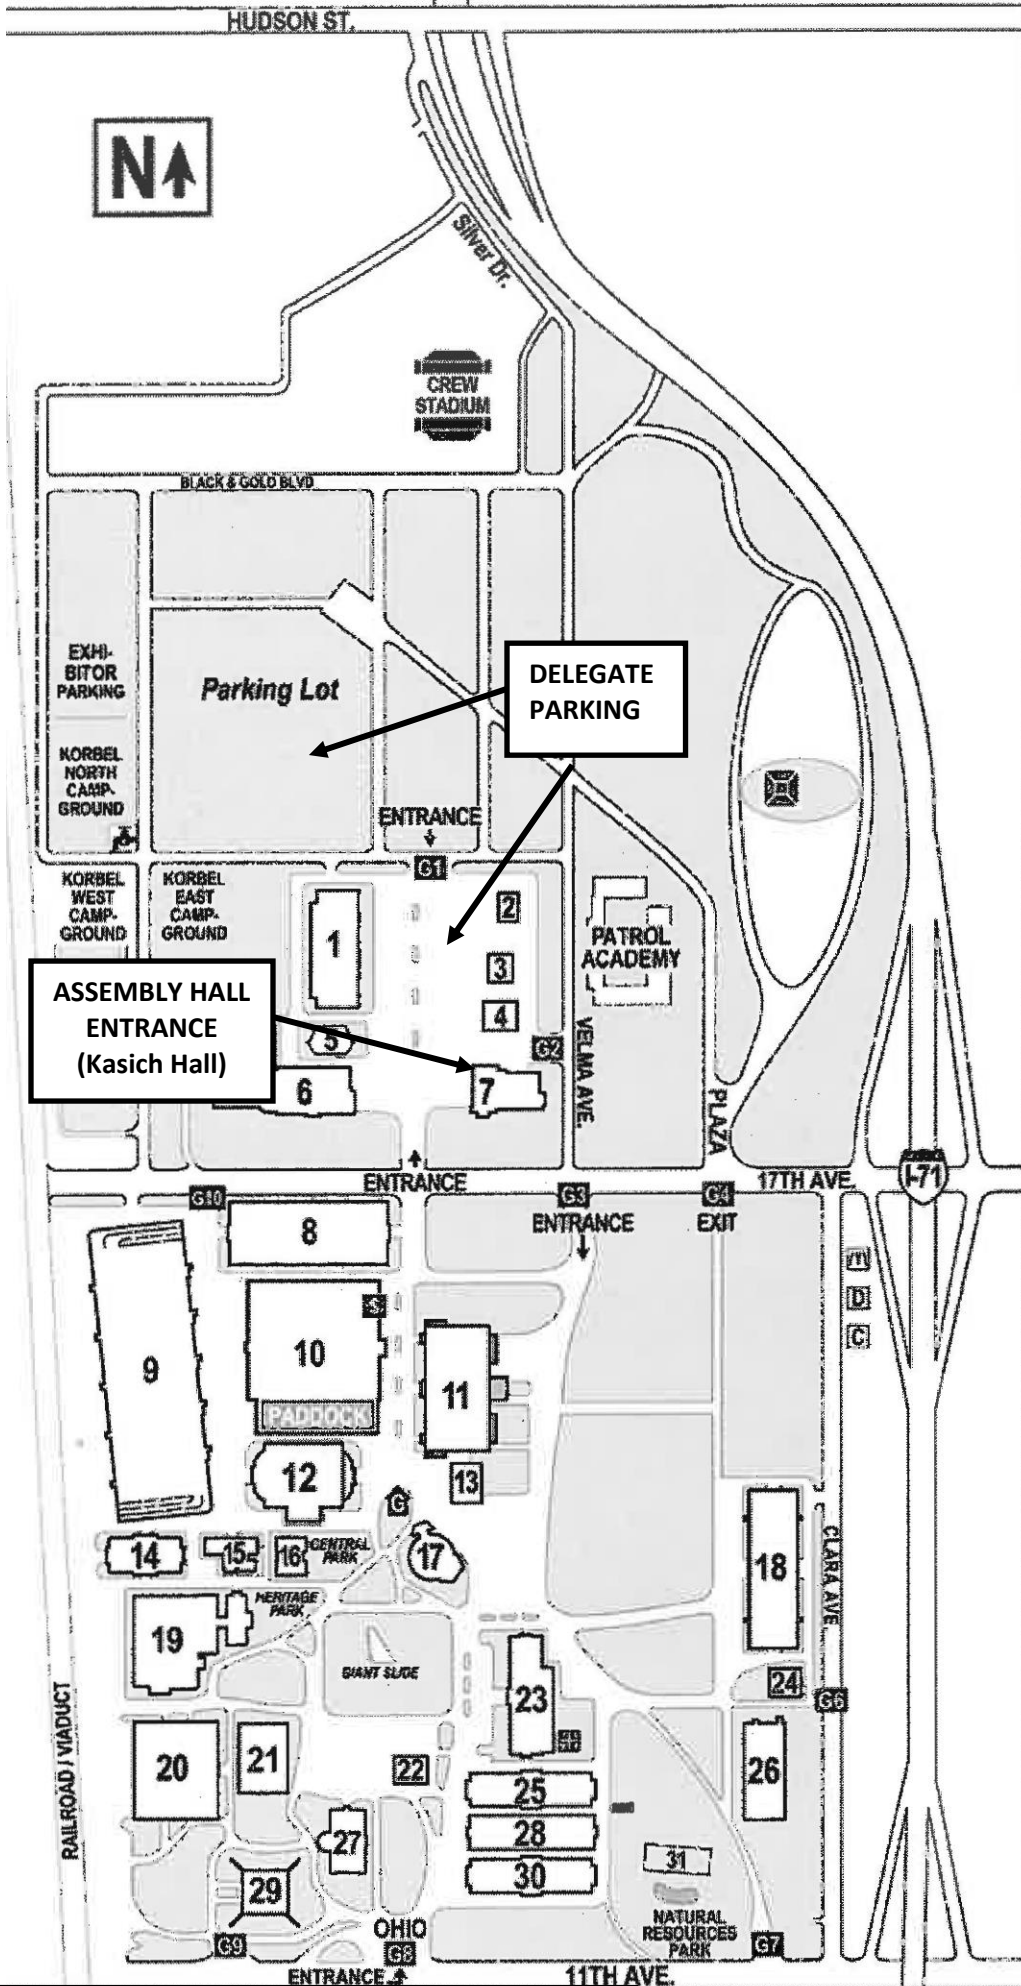 HUDSON ST.
N
Silver Dr.
CREW
STADIUM
BLACK & GOLD BLVD
EXHI-
BITOR
PARKING
Parking Lot
DELEGATE
PARKING
KORBEL
NORTH
CAMP-
GROUND
ENTRANCE
G1
KORBEL
WEST
CAMP-
GROUND
KORBEL
EAST
CAMP-
GROUND
1
2
3
4
PATROL
ACADEMY
ASSEMBLY HALL
ENTRANCE
(Kasich Hall)
5
6
7
G2
VELMA AVE.
PLAZA
ENTRANCE
17TH AVE.
I-71
G10
G3
ENTRANCE
G4
EXIT
8
9
10
$
PADDOCK
11
D
C
12
13
G
14
15
16
CENTRAL
PARK
17
18
CLARA AVE
HERITAGE
PARK
19
GIANT SLIDE
23
24
G6
RAILROAD / VIADUCT
20
21
22
25
26
27
28
29
30
31
NATURAL
RESOURCES
PARK
G7
G9
OHIO
G8
ENTRANCE
11TH AVE.